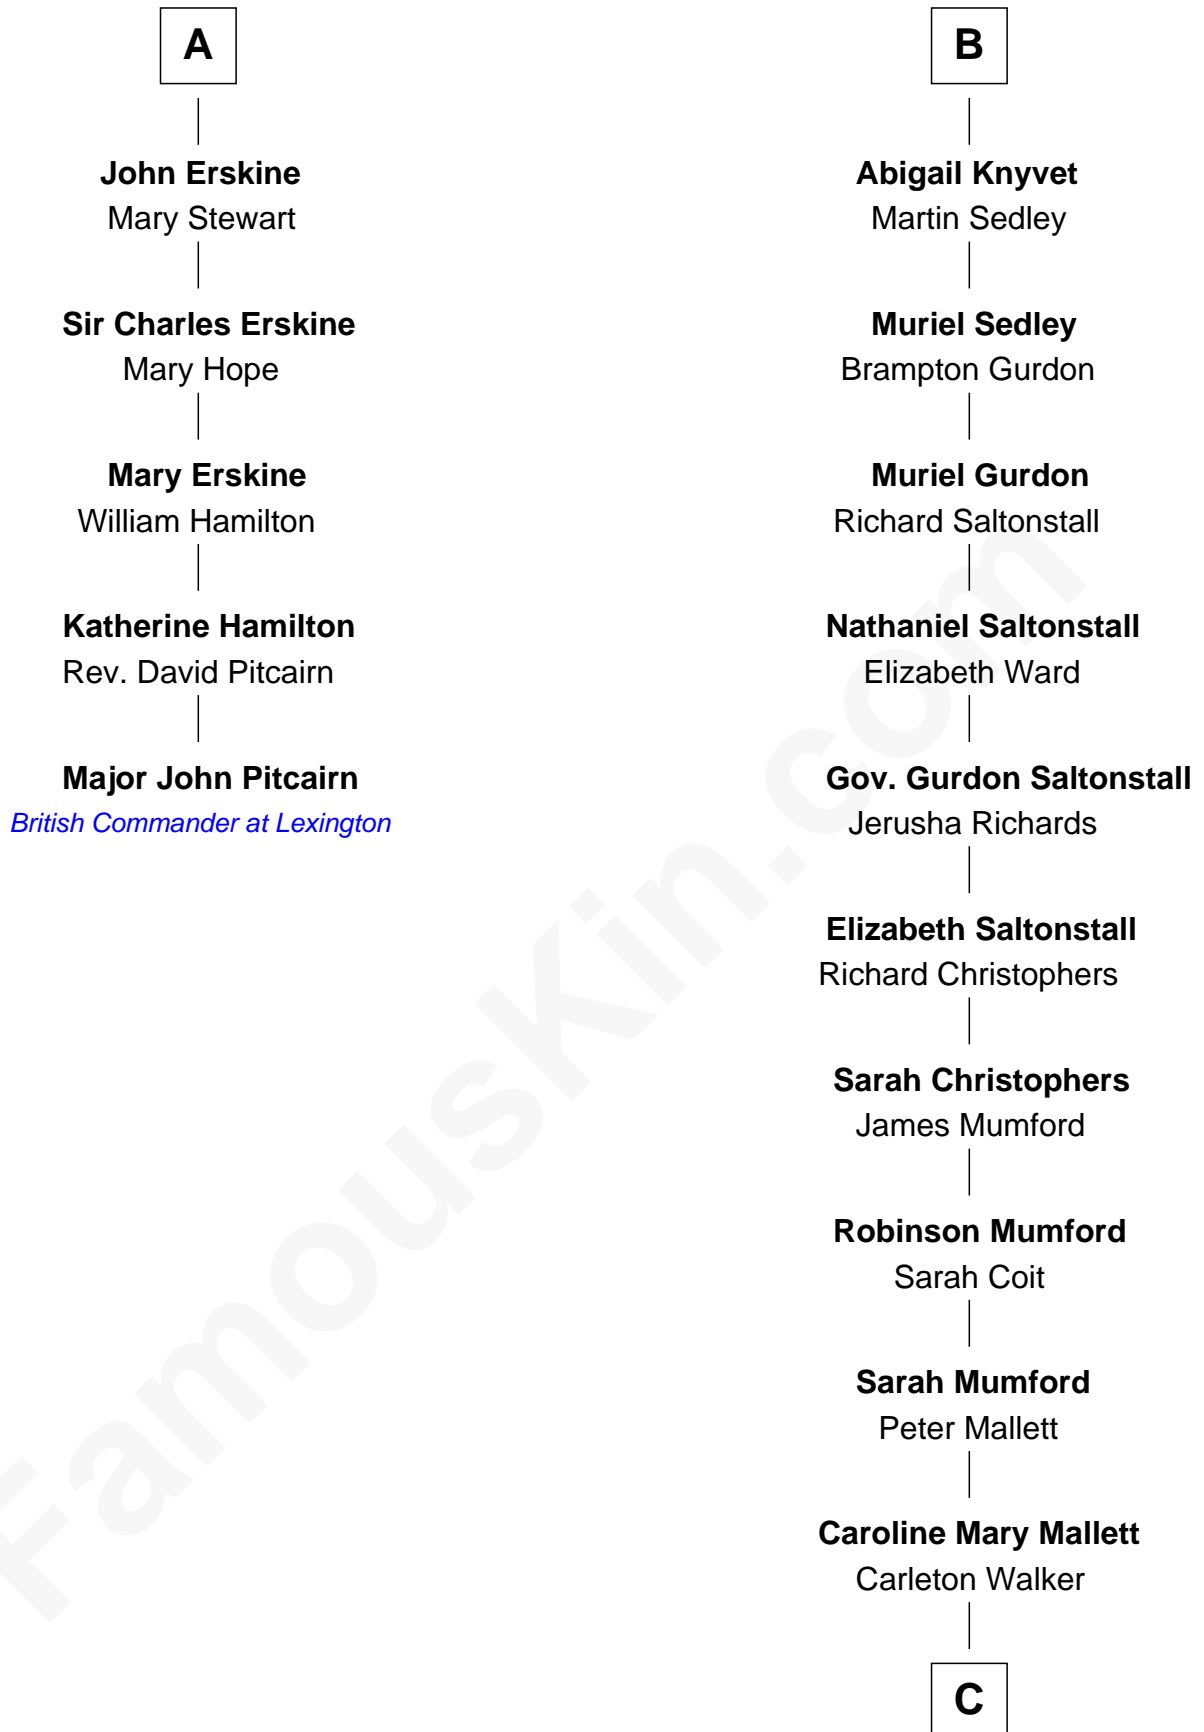 A
John Erskine
Mary Stewart
Sir Charles Erskine
Mary Hope
Mary Erskine
William Hamilton
Katherine Hamilton
Rev. David Pitcairn
Major John Pitcairn
British Commander at Lexington
B
Abigail Knyvet
Martin Sedley
Muriel Sedley
Brampton Gurdon
Muriel Gurdon
Richard Saltonstall
Nathaniel Saltonstall
Elizabeth Ward
Gov. Gurdon Saltonstall
Jerusha Richards
Elizabeth Saltonstall
Richard Christophers
Sarah Christophers
James Mumford
Robinson Mumford
Sarah Coit
Sarah Mumford
Peter Mallett
Caroline Mary Mallett
Carleton Walker
C
FamousKin.com